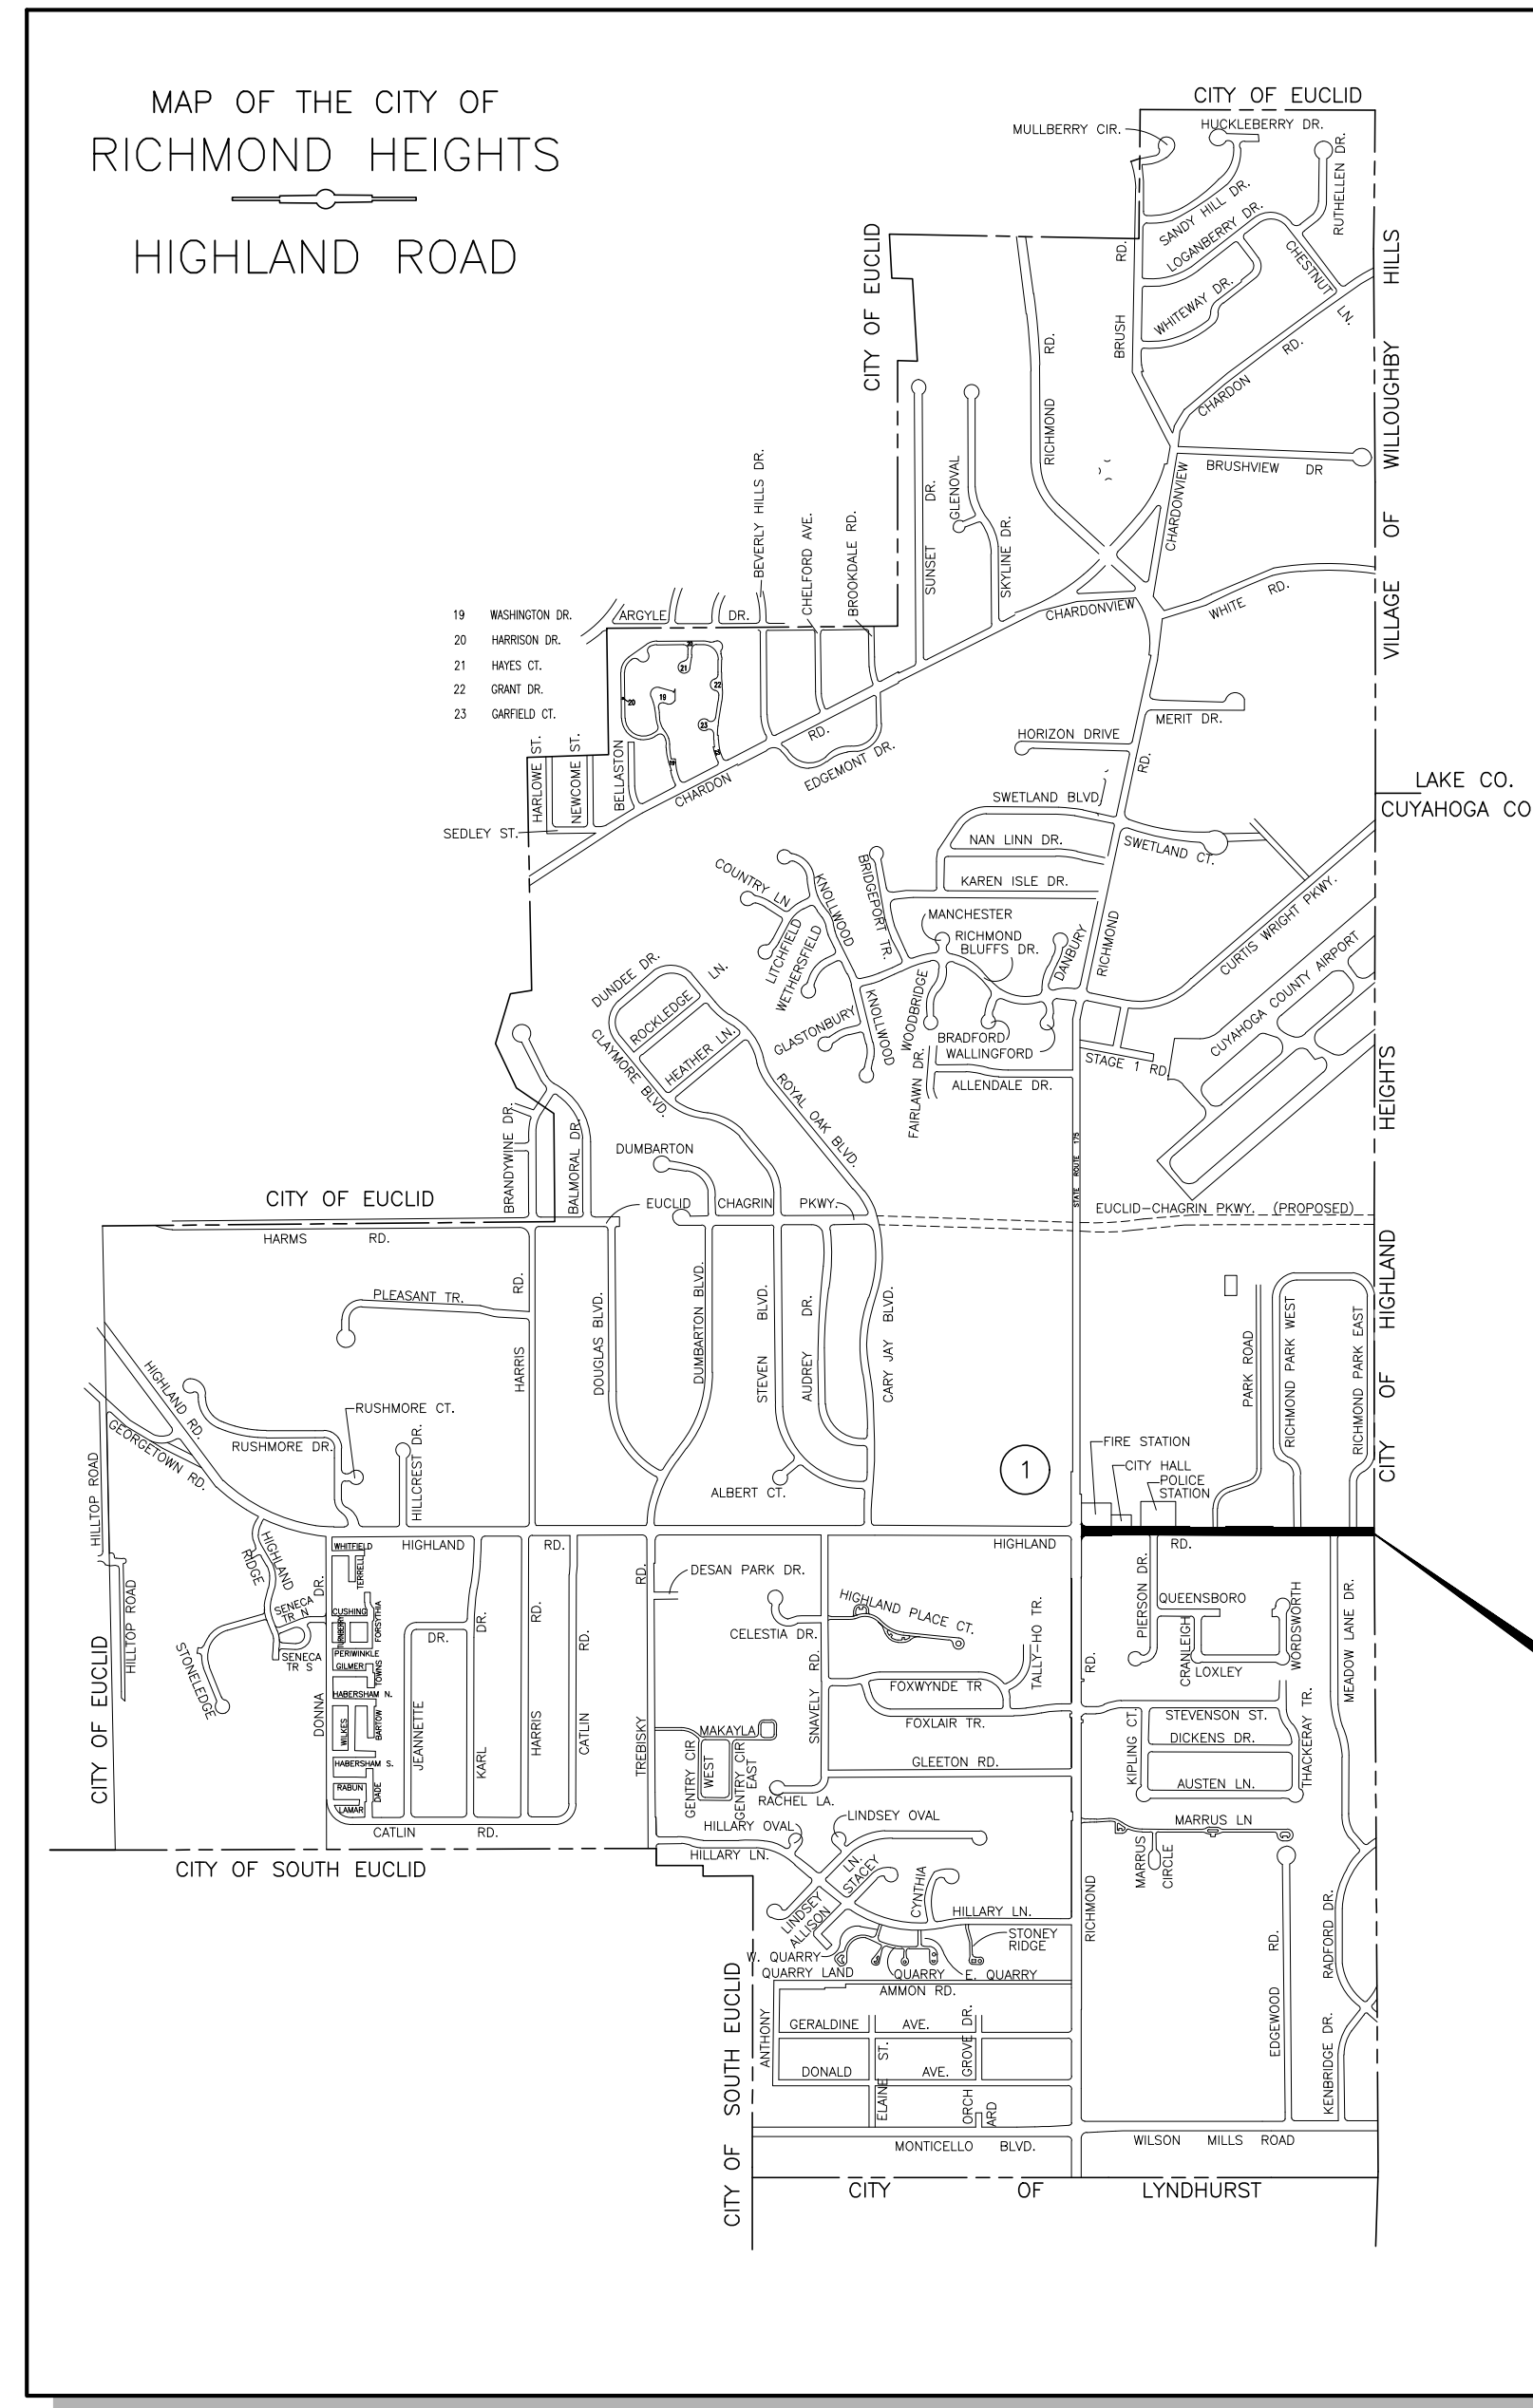 MAP OF THE CITY OF
RICHMOND HEIGHTS
HIGHLAND ROAD
CITY OF EUCLID
MULLBERRY CIR.
HUCKLEBERRY DR.
RUTHELLEN DR.
SANDY HILL DR.
LOGANBERRY DR.
CHESTNUT LN.
WHITEWAY DR.
BRUSH RD.
CITY OF EUCLID
RICHMOND RD.
CHARDON RD.
VILLAGE OF WILLOUGHBY HILLS
BRUSHVIEW DR
CHARDONVIEW
SUNSET DR.
GLENOVAL
SKYLINE DR.
BEVERLY HILLS DR.
CHELFORD AVE.
BROOKDALE RD.
CHARDONVIEW
WHITE RD.
19 WASHINGTON DR.
20 HARRISON DR.
21 HAYES CT.
22 GRANT DR.
23 GARFIELD CT.
ARGYLE DR.
20
21
22
19
20
23
19
MERIT DR.
HORIZON DRIVE
RD.
CHARDON RD.
EDGEMONT DR.
HARLOWE ST.
NEWCOME ST.
BELLASTON
SEDLEY ST.
LAKE CO.
CUYAHOGA CO
SWETLAND BLVD
NAN LINN DR.
SWETLAND CT.
KAREN ISLE DR.
COUNTRY LN
KNOLLWOOD
BRIDGEPORT TR.
MANCHESTER
RICHMOND
BLUFFS DR.
DANBURY
RICHMOND
CURTIS WRIGHT PKWY.
CUYAHOGA COUNTY AIRPORT
LITCHFIELD
WETHERSFIELD
GLASTONBURY
KNOLLWOOD
WOODBRIDGE
BRADFORD
WALLINGFORD
STAGE 1 RD.
FAIRLAWN DR.
ALLENDALE DR.
DUNDEE DR.
LN.
ROCKLEDGE
CLAYMORE BLVD.
HEATHER LN.
ROYAL OAK BLVD.
BRANDYWINE DR.
BALMORAL DR.
DUMBARTON
STATE ROUTE 175
CITY OF EUCLID
EUCLID CHAGRIN PKWY.
EUCLID-CHAGRIN PKWY. (PROPOSED)
HARMS RD.
PLEASANT TR.
HARRIS RD.
DOUGLAS BLVD.
DUMBARTON BLVD.
STEVEN BLVD.
AUDREY DR.
CARY JAY BLVD.
PARK ROAD
RICHMOND PARK WEST
RICHMOND PARK EAST
CITY OF HIGHLAND HEIGHTS
HIGHLAND RD.
GEORGETOWN RD.
HILLTOP ROAD
RUSHMORE CT.
RUSHMORE DR.
HILLCREST DR.
ALBERT CT.
1
FIRE STATION
CITY HALL
POLICE
STATION
HIGHLAND RD.
HIGHLAND RD.
HILLTOP ROAD
HIGHLAND
RIDGE
SENECA
TR N
SENECA
TR S
STONELEDGE
DONNA DR.
WHITFIELD
TERRELL
CUSHING
TURNBERY
FORSYTHIA
PERIWINKLE
GILMER
TOWNS
HABERSHAM N.
WILKES
BARTOW
HABERSHAM S.
RABUN
DADE
LAMAR
JEANNETTE DR.
KARL DR.
HARRIS RD.
CATLIN RD.
CATLIN RD.
TREBISKY RD.
DESAN PARK DR.
CELESTIA DR.
HIGHLAND PLACE CT.
SNAVELY RD.
FOXWYNDE TR
TALLY-HO TR.
FOXLAIR TR.
GLEETON RD.
MAKAYLA
GENTRY CIR
WEST
GENTRY CIR
EAST
RACHEL LA.
RD.
PIERSON DR.
QUEENSBORO
CRANLEIGH
LOXLEY
WORDSWORTH
MEADOW LANE DR.
STEVENSON ST.
DICKENS DR.
KIPLING CT.
AUSTEN LN.
THACKERAY TR.
MARRUS LN
MARRUS
CIRCLE
CITY OF EUCLID
CITY OF SOUTH EUCLID
HILLARY OVAL
LINDSEY OVAL
HILLARY LN.
LINDSEY LN.
STACEY
ALLISON
CYNTHIA
HILLARY LN.
STONEY
RIDGE
W. QUARRY
QUARRY LAND
QUARRY
E. QUARRY
RICHMOND
EDGEWOOD RD.
RADFORD DR.
KENBRIDGE DR.
AMMON RD.
ANTHONY
GERALDINE AVE.
DONALD AVE.
ELAINE ST.
GROVE DR.
ORCH
ARD
CITY OF SOUTH EUCLID
MONTICELLO BLVD.
WILSON MILLS ROAD
CITY OF LYNDHURST